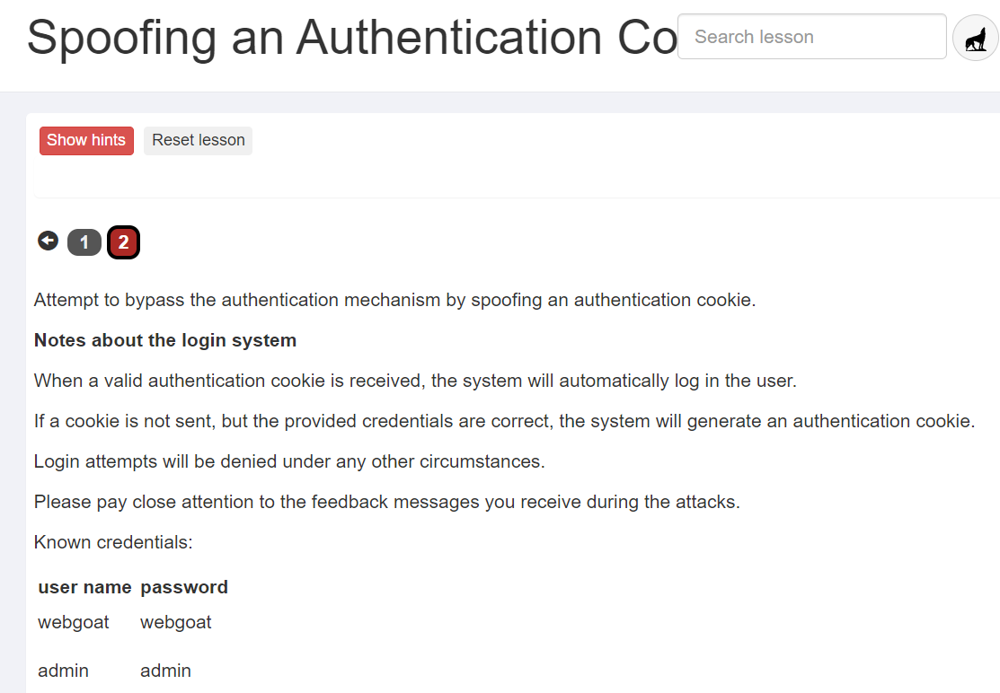 Spoofing an Authentication Co
Search lesson
Show hints Reset lesson
1 2
Attempt to bypass the authentication mechanism by spoofing an authentication cookie.
Notes about the login system
When a valid authentication cookie is received, the system will automatically log in the user.
If a cookie is not sent, but the provided credentials are correct, the system will generate an authentication cookie.
Login attempts will be denied under any other circumstances.
Please pay close attention to the feedback messages you receive during the attacks.
Known credentials:
user name password
webgoat webgoat
admin admin